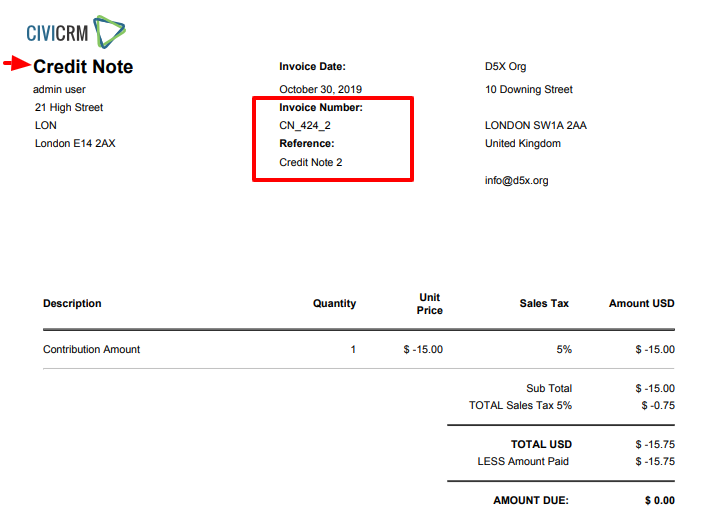 CIVICRM
Credit Note
admin user
21 High Street
LON
London E14 2AX
Invoice Date:
October 30, 2019
Invoice Number:
CN_424_2
Reference:
Credit Note 2
D5X Org
10 Downing Street
LONDON SW1A 2AA
United Kingdom
info@d5x.org
Description Quantity Unit Price Sales Tax Amount USD
Contribution Amount 1 $ -15.00 5% $ -15.00
Sub Total $ -15.00
TOTAL Sales Tax 5% $ -0.75
TOTAL USD $ -15.75
LESS Amount Paid $ -15.75
AMOUNT DUE: $ 0.00